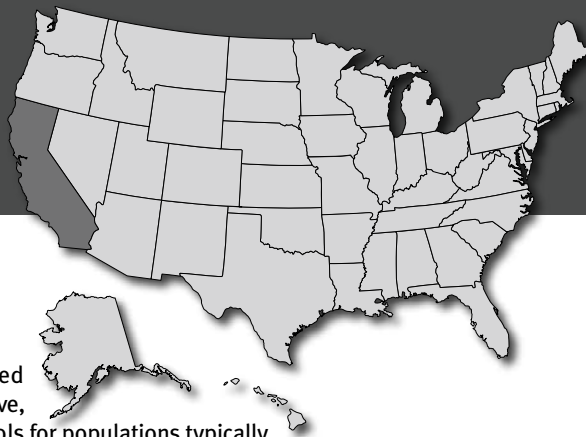 ed
ve,
ols for populations typically